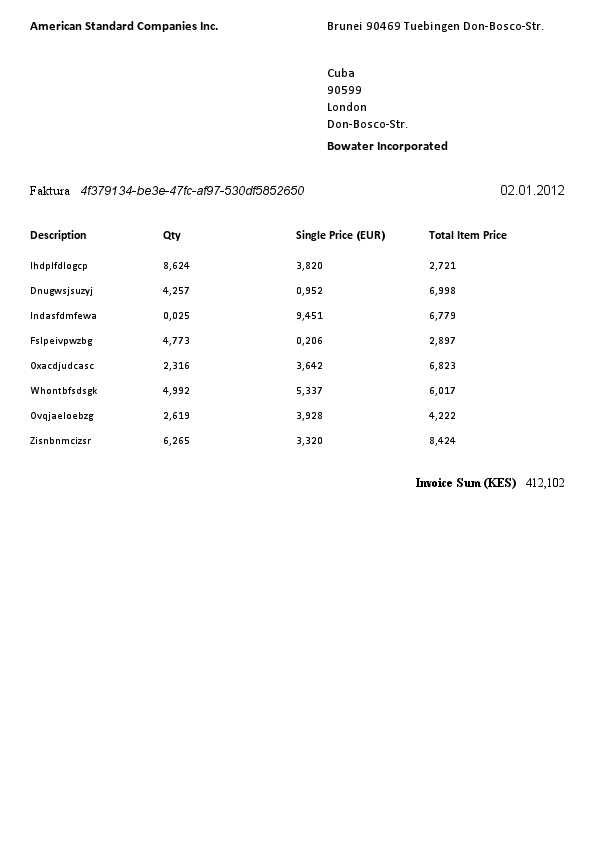 American Standard Companies Inc. Brunei 90469 Tuebingen Don-Bosco-Str.
Cuba
90599
London
Don-Bosco-Str.
Bowater Incorporated
Faktura 4f379134-be3e-47fc-af97-530df5852650 02.01.2012
Description Qty Single Price (EUR) Total Item Price
Ihdplfdlogcp 8,624 3,820 2,721
Dnugwsjsuzyj 4,257 0,952 6,998
Indasfdmfewa 0,025 9,451 6,779
Fslpeivpwzbg 4,773 0,206 2,897
Oxacdjudcasc 2,316 3,642 6,823
Whontbfsdsgk 4,992 5,337 6,017
Ovqjaeloebzg 2,619 3,928 4,222
Zisnbnmcizsr 6,265 3,320 8,424
Invoice Sum (KES) 412,102